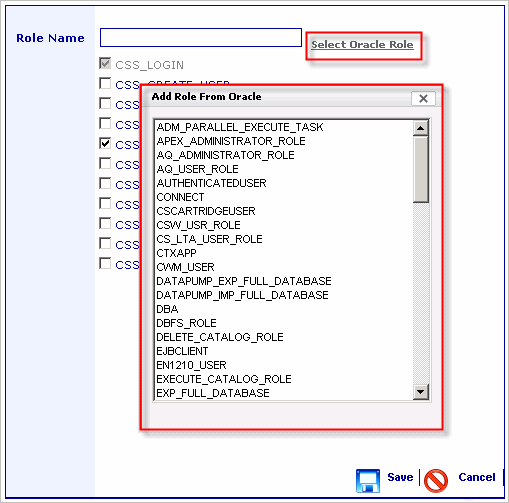 Role Name
Select Oracle Role
CSS_LOGIN
CSS_CREATE_USER
Add Role From Oracle
CSS
CSS
CSS
CSS
CSS
CSS
CSS
CSS
CSS
ADM_PARALLEL_EXECUTE_TASK
APEX_ADMINISTRATOR_ROLE
AQ_ADMINISTRATOR_ROLE
AQ_USER_ROLE
AUTHENTICATEDUSER
CONNECT
CSCARTRIDGEUSER
CSW_USR_ROLE
CS_LTA_USER_ROLE
CTXAPP
CWM_USER
DATAPUMP_EXP_FULL_DATABASE
DATAPUMP_IMP_FULL_DATABASE
DBA
DBFS_ROLE
DELETE_CATALOG_ROLE
EJBCLIENT
EN1210_USER
EXECUTE_CATALOG_ROLE
EXP_FULL_DATABASE
Save Cancel